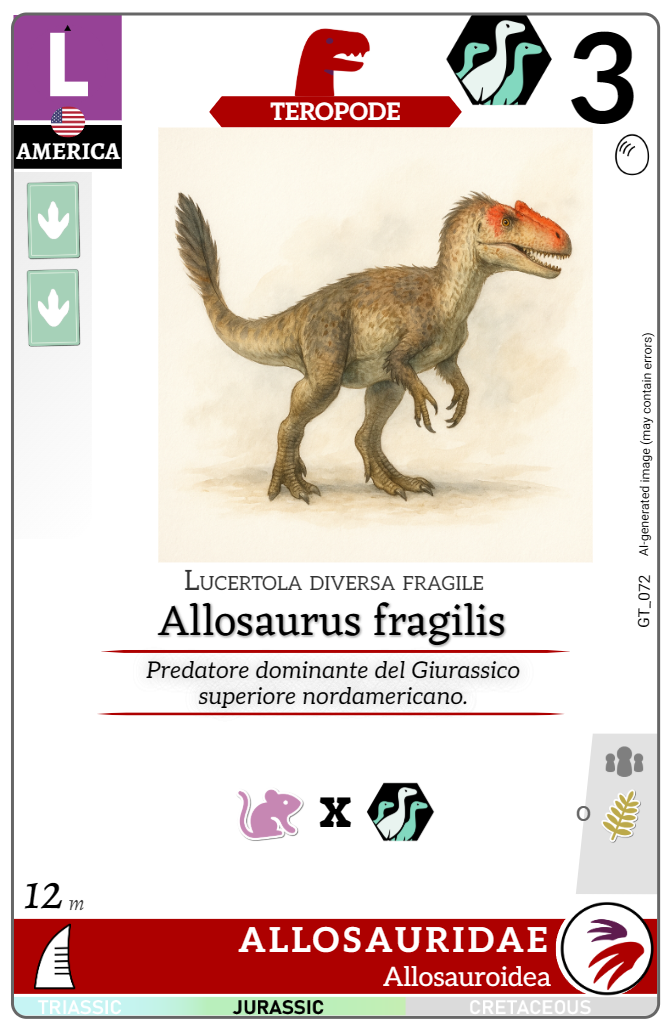 L
AMERICA
TEROPODE
3
AI-generated image (may contain errors)
GT_072
Lucertola diversa fragile
Allosaurus fragilis
Predatore dominante del Giurassico
superiore nordamericano.
x
o
12 m
ALLOSAURIDAE
Allosauroidea
TRIASSIC JURASSIC CRETACEOUS